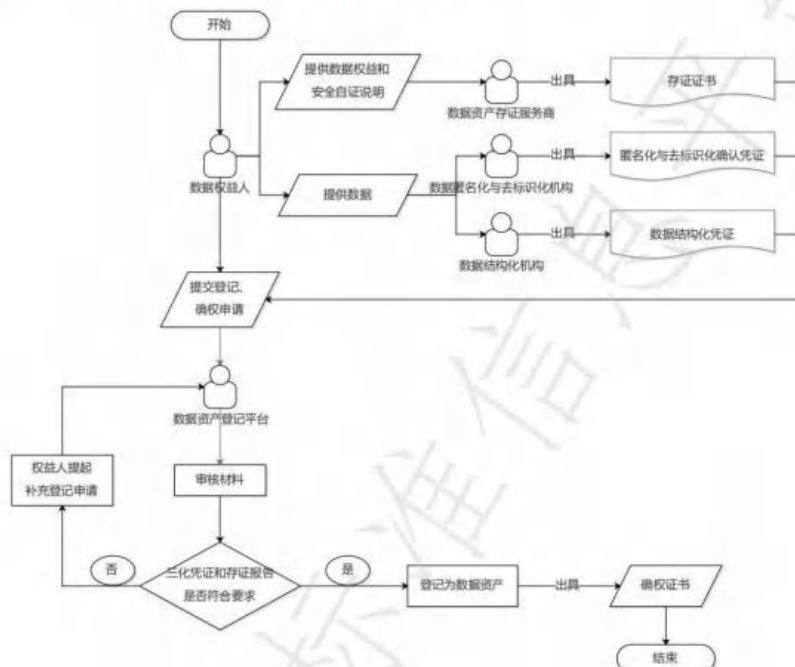 开始
提供数据权益和
安全自证说明
数据资产存证服务商
出具
存证证书
数据权益人
提供数据
数据匿名化与去标识化机构
出具
匿名化与去标识化确认凭证
数据结构化机构
出具
数据结构化凭证
提交登记、
确权申请
数据资产登记平台
权益人提起
补充登记申请
审核材料
否
三化凭证和存证报告
是否符合要求
是
登记为数据资产
出具
确权证书
结束
标准信息